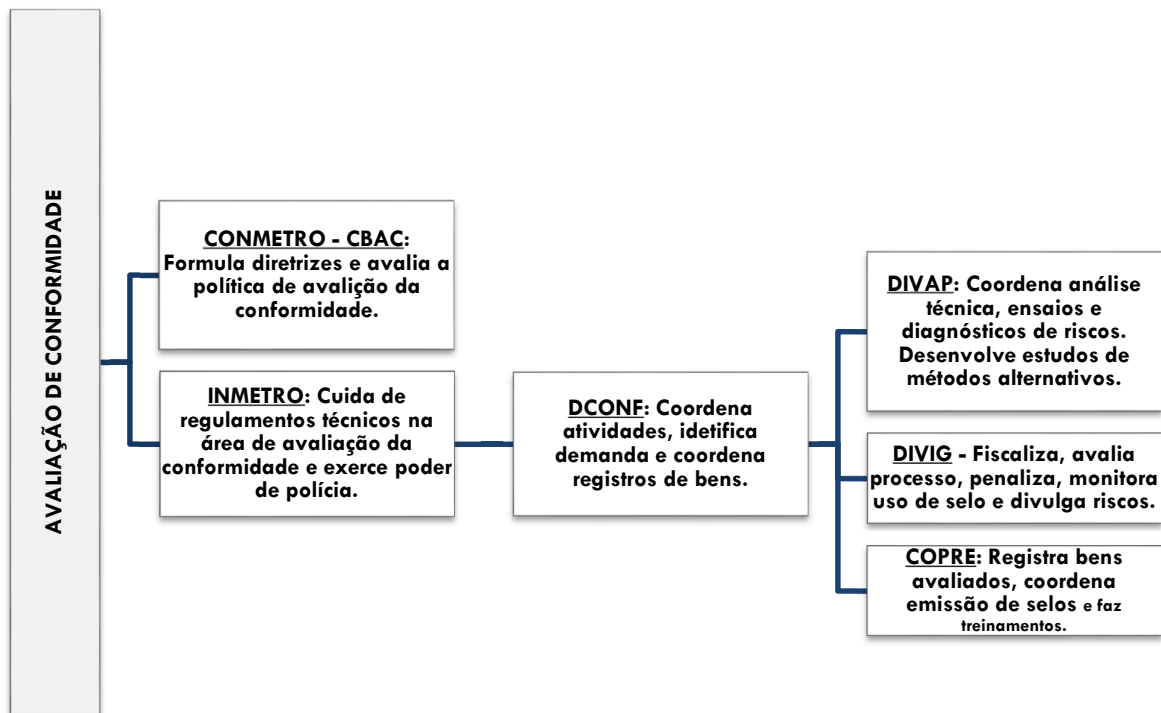 AVALIAÇÃO DE CONFORMIDADE
CONMETRO - CBAC:
Formula diretrizes e avalia a
política de avalição da
conformidade.
INMETRO: Cuida de
regulamentos técnicos na
área de avaliação da
conformidade e exerce poder
de polícia.
DCONF: Coordena
atividades, idetifica
demanda e coordena
registros de bens.
DIVAP: Coordena análise
técnica, ensaios e
diagnósticos de riscos.
Desenvolve estudos de
métodos alternativos.
DIVIG - Fiscaliza, avalia
processo, penaliza, monitora
uso de selo e divulga riscos.
COPRE: Registra bens
avaliados, coordena
emissão de selos e faz
treinamentos.